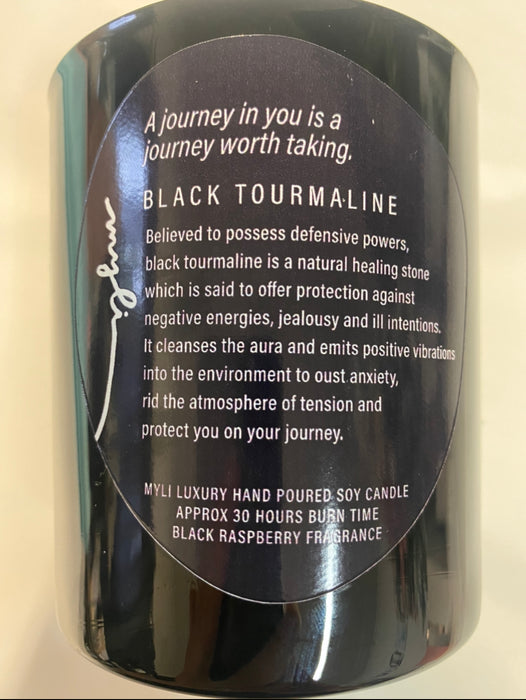 A journey in you is a
journey worth taking.
BLACK TOURMALINE
Believed to possess defensive powers,
black tourmaline is a natural healing stone
which is said to offer protection against
negative energies, jealousy and ill intentions.
It cleanses the aura and emits positive vibrations
into the environment to oust anxiety,
rid the atmosphere of tension and
protect you on your journey.
MYLI LUXURY HAND POURED SOY CANDLE
APPROX 30 HOURS BURN TIME
BLACK RASPBERRY FRAGRANCE
myli